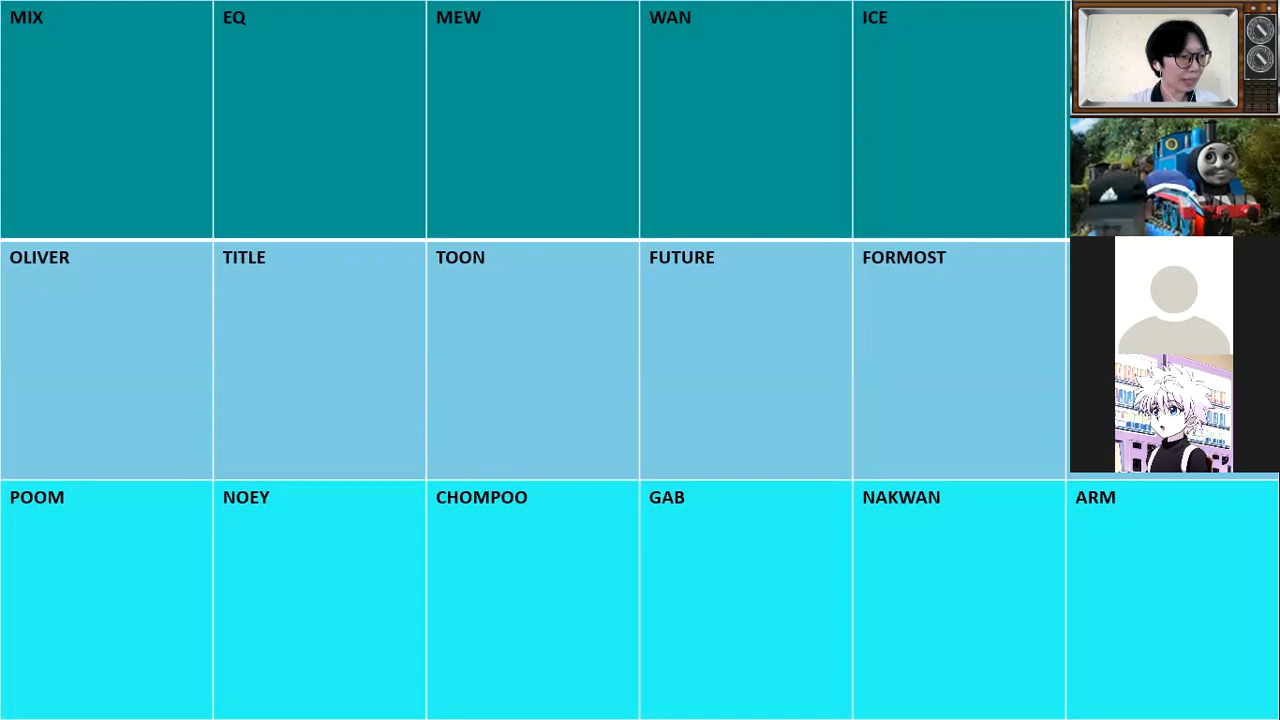 MIX
EQ
MEW
WAN
ICE
OLIVER
TITLE
TOON
FUTURE
FORMOST
POOM
NOEY
CHOMPOO
GAB
NAKWAN
ARM